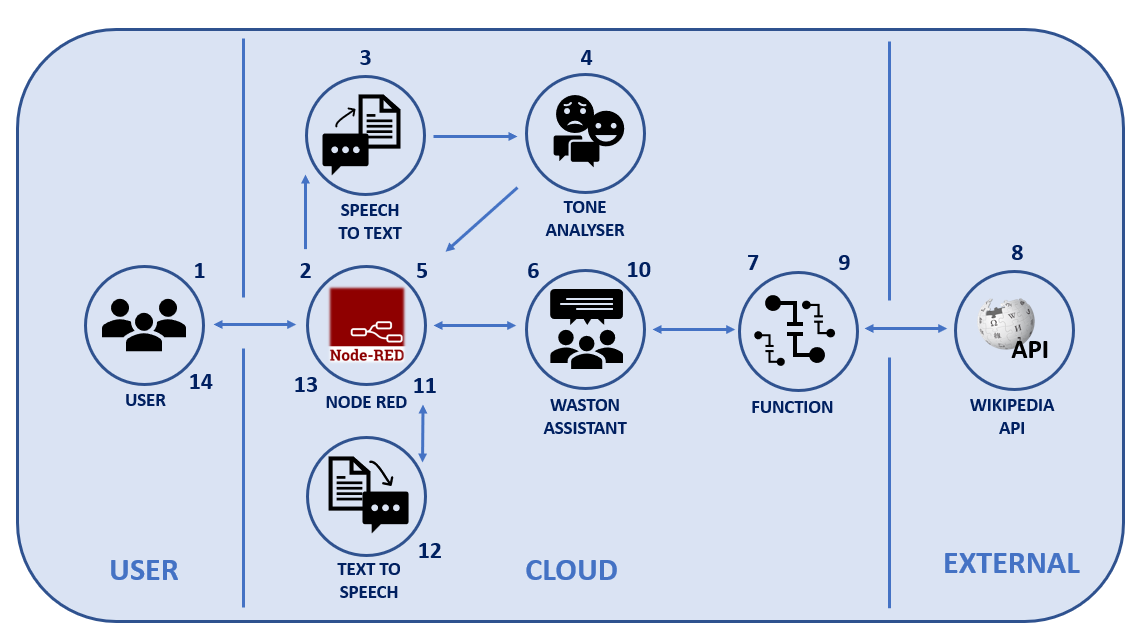 3
4
SPEECH
TO TEXT
TONE
ANALYSER
1
2
5
6
10
7
9
8
Node-RED
W
Ω
И
API
14
13
11
USER
NODE RED
WASTON
ASSISTANT
FUNCTION
WIKIPEDIA
API
12
TEXT TO
SPEECH
USER
CLOUD
EXTERNAL